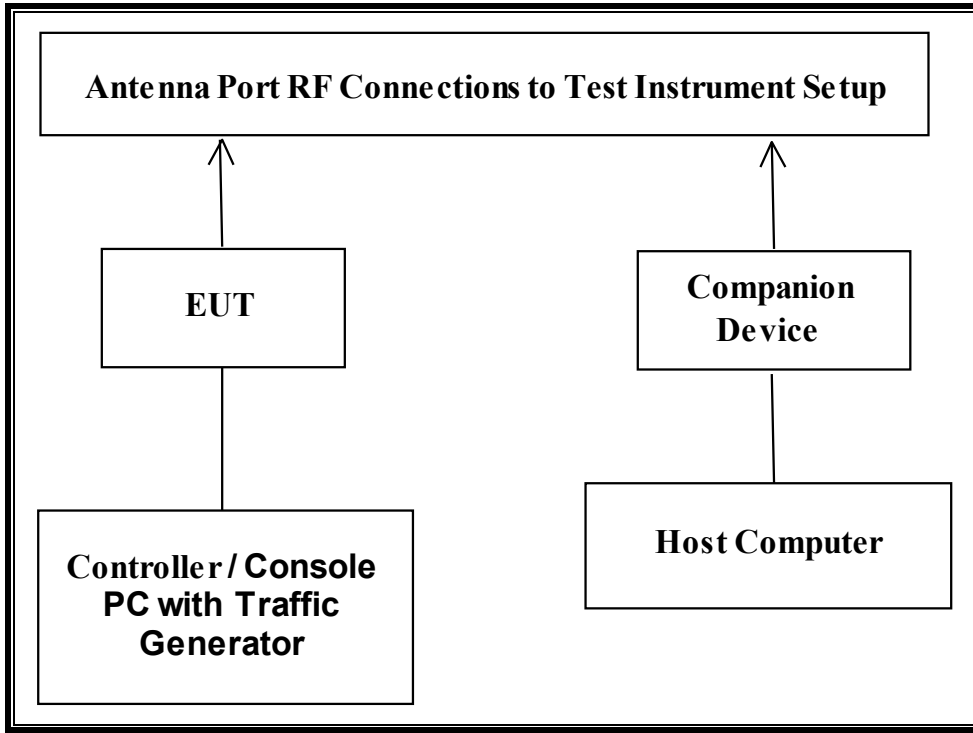 Antenna Port RF Connections to Test Instrument Setup
EUT
Companion
Device
Controller / Console
PC with Traffic
Generator
Host Computer